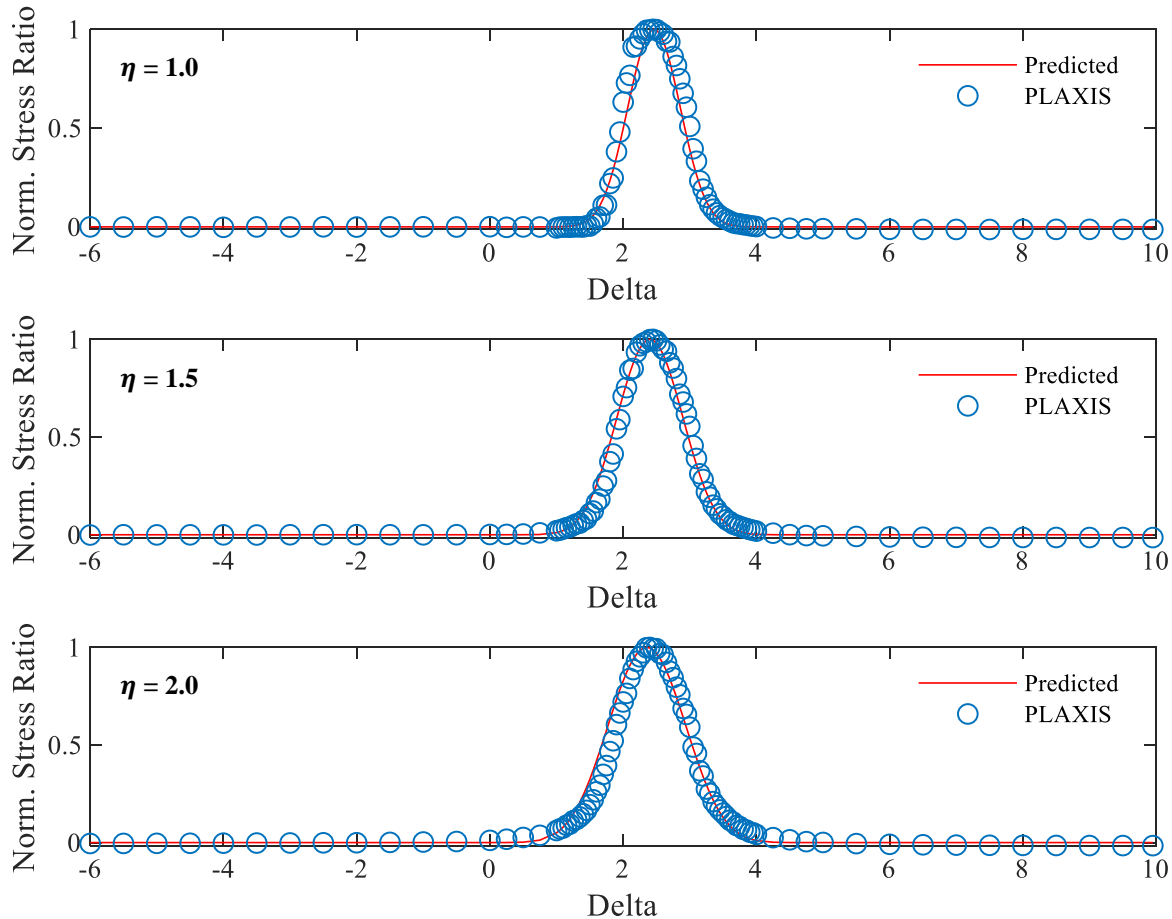 Norm. Stress Ratio
1
0.5
0
η = 1.0
Predicted
PLAXIS
-6 -4 -2 0 2 4 6 8 10
Delta
Norm. Stress Ratio
1
0.5
0
η = 1.5
Predicted
PLAXIS
-6 -4 -2 0 2 4 6 8 10
Delta
Norm. Stress Ratio
1
0.5
0
η = 2.0
Predicted
PLAXIS
-6 -4 -2 0 2 4 6 8 10
Delta